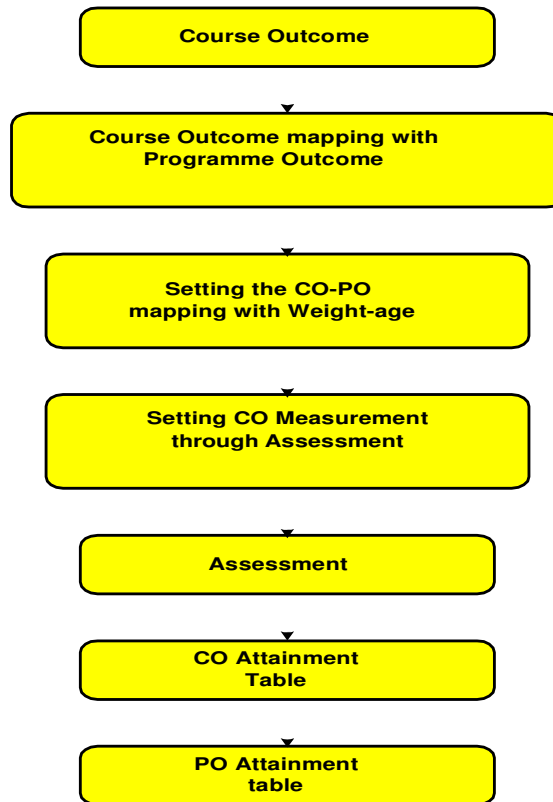 Course Outcome
Course Outcome mapping with
Programme Outcome
Setting the CO-PO
mapping with Weight-age
Setting CO Measurement
through Assessment
Assessment
CO Attainment
Table
PO Attainment
table